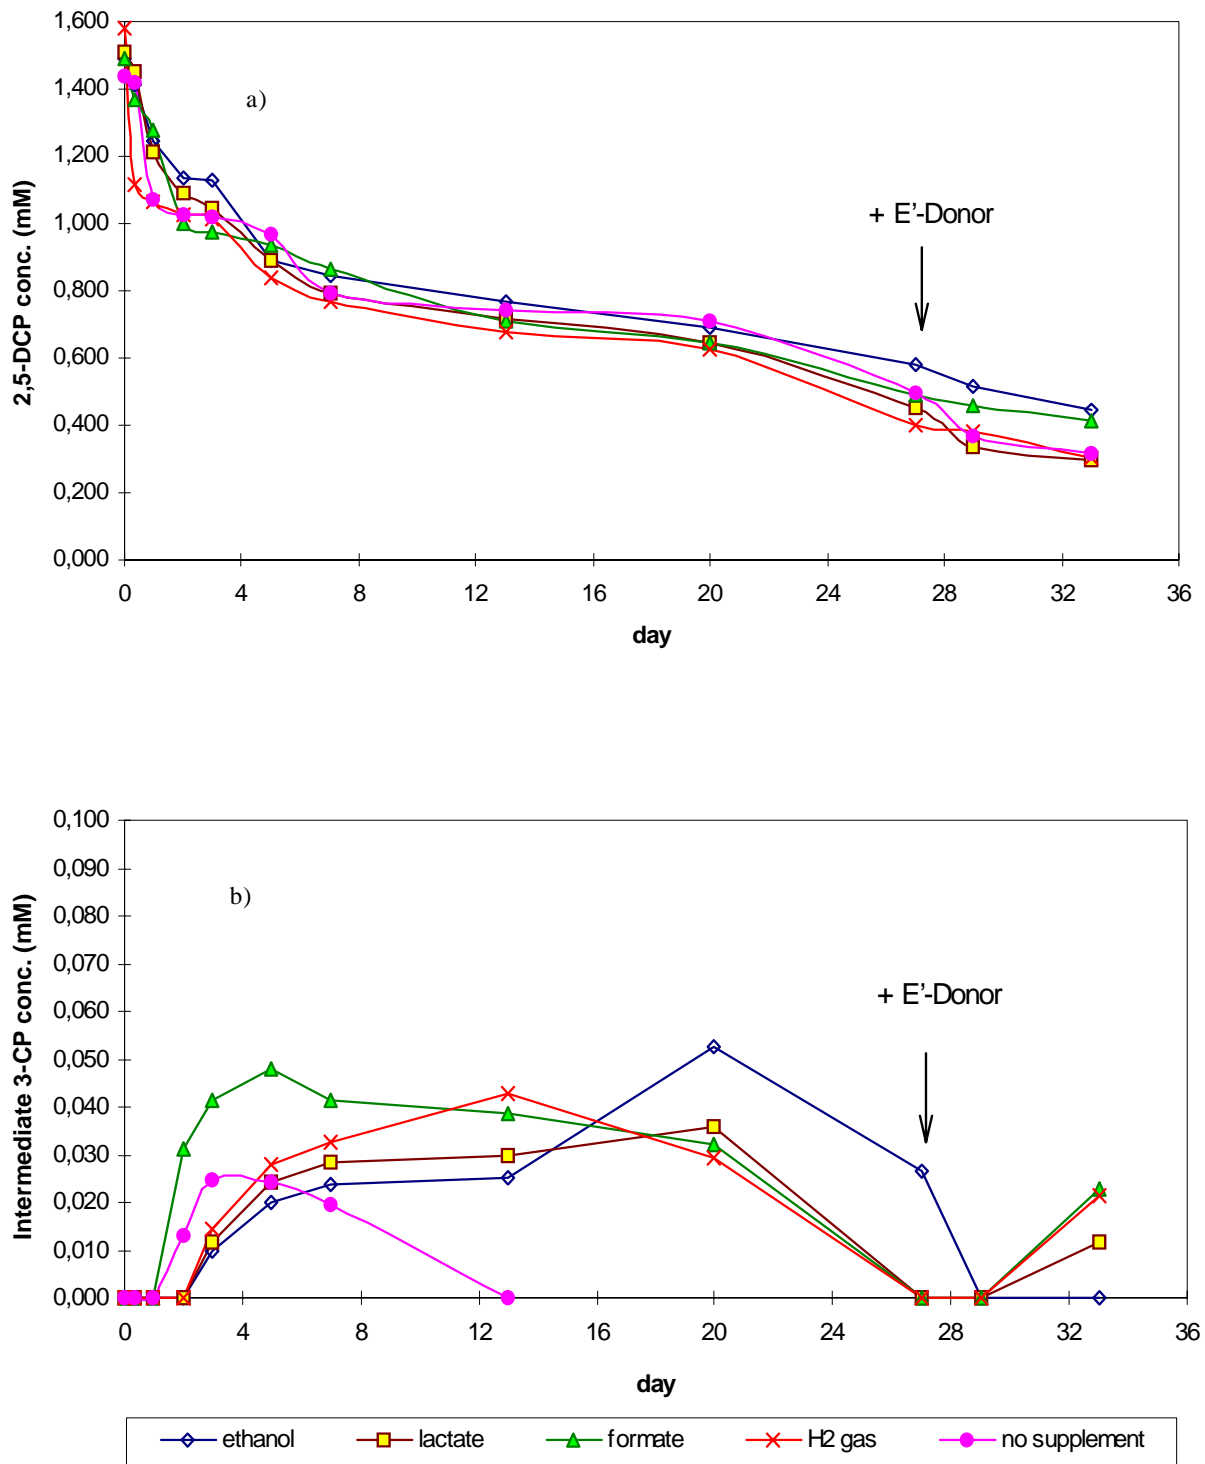 1,600
1,400
1,200
1,000
0,800
0,600
0,400
0,200
0,000
2,5-DCP conc. (mM)
a)
+ E'-Donor
0 4 8 12 16 20 24 28 32 36
day
0,100
0,090
0,080
0,070
0,060
0,050
0,040
0,030
0,020
0,010
0,000
Intermediate 3-CP conc. (mM)
b)
+ E'-Donor
0 4 8 12 16 20 24 28 32 36
day
ethanol lactate formate H2 gas no supplement